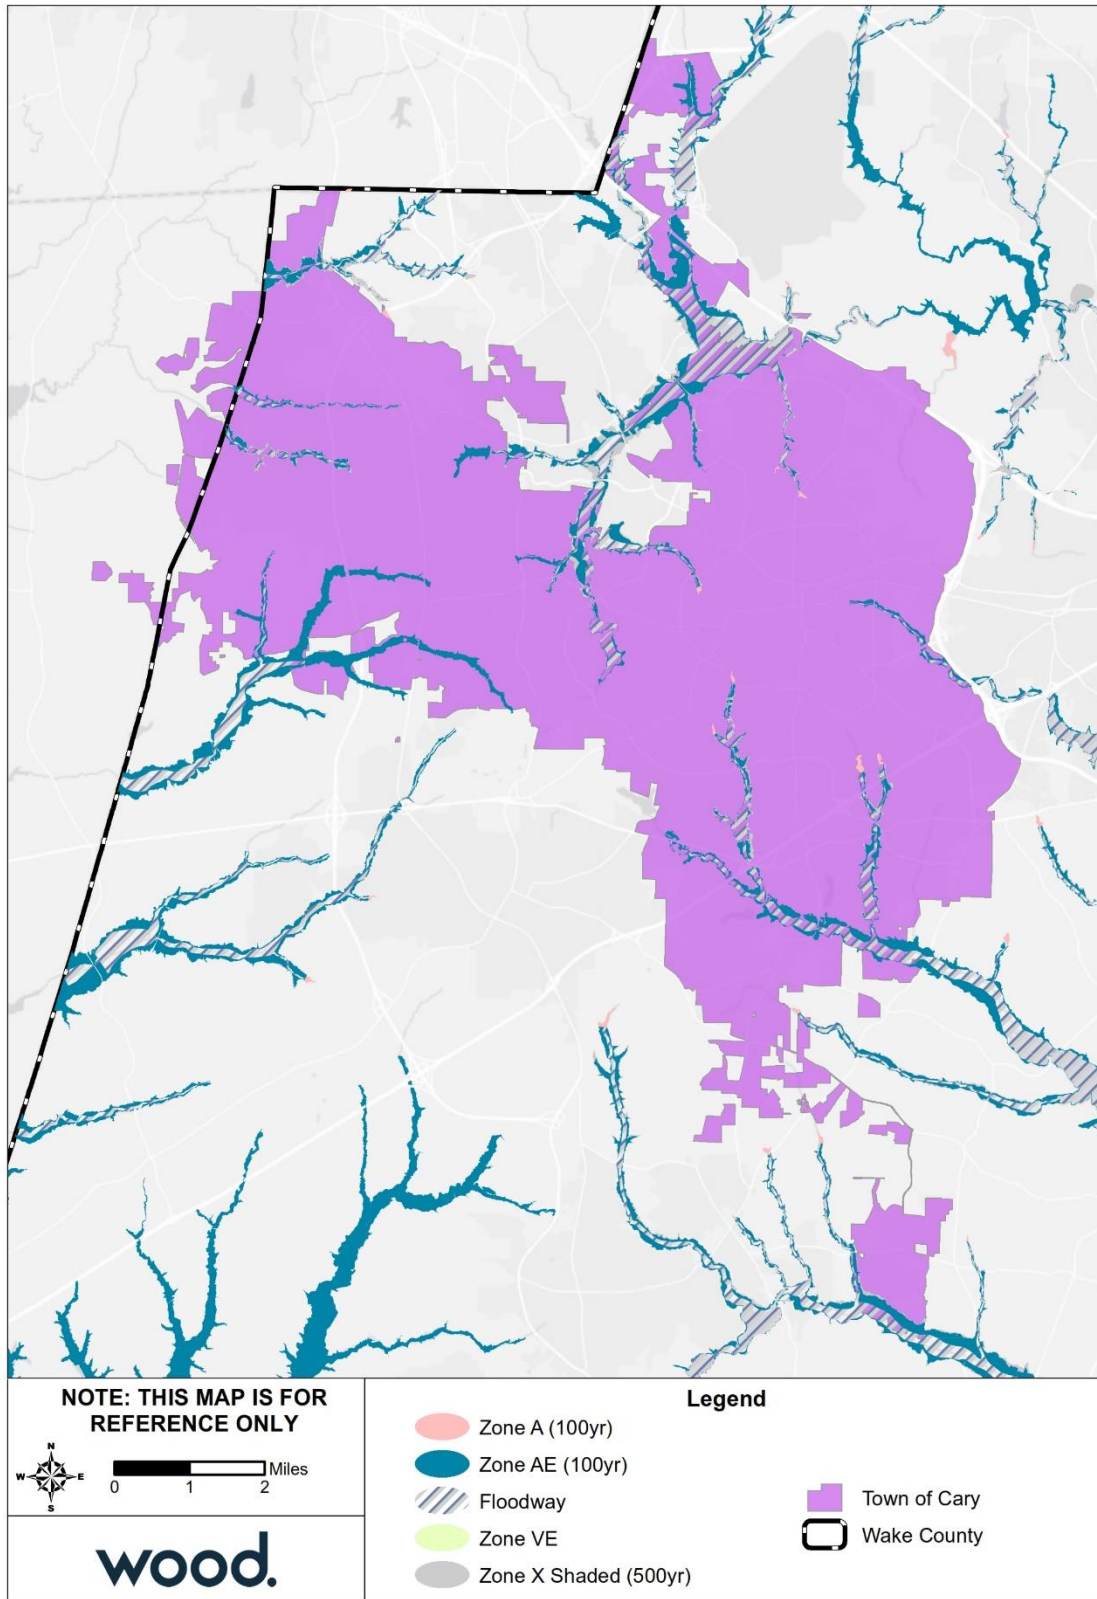 NOTE: THIS MAP IS FOR
REFERENCE ONLY
N
W
E
S
Miles
0
1
2
wood.
Legend
Zone A (100yr)
Zone AE (100yr)
Floodway
Zone VE
Zone X Shaded (500yr)
Town of Cary
Wake County